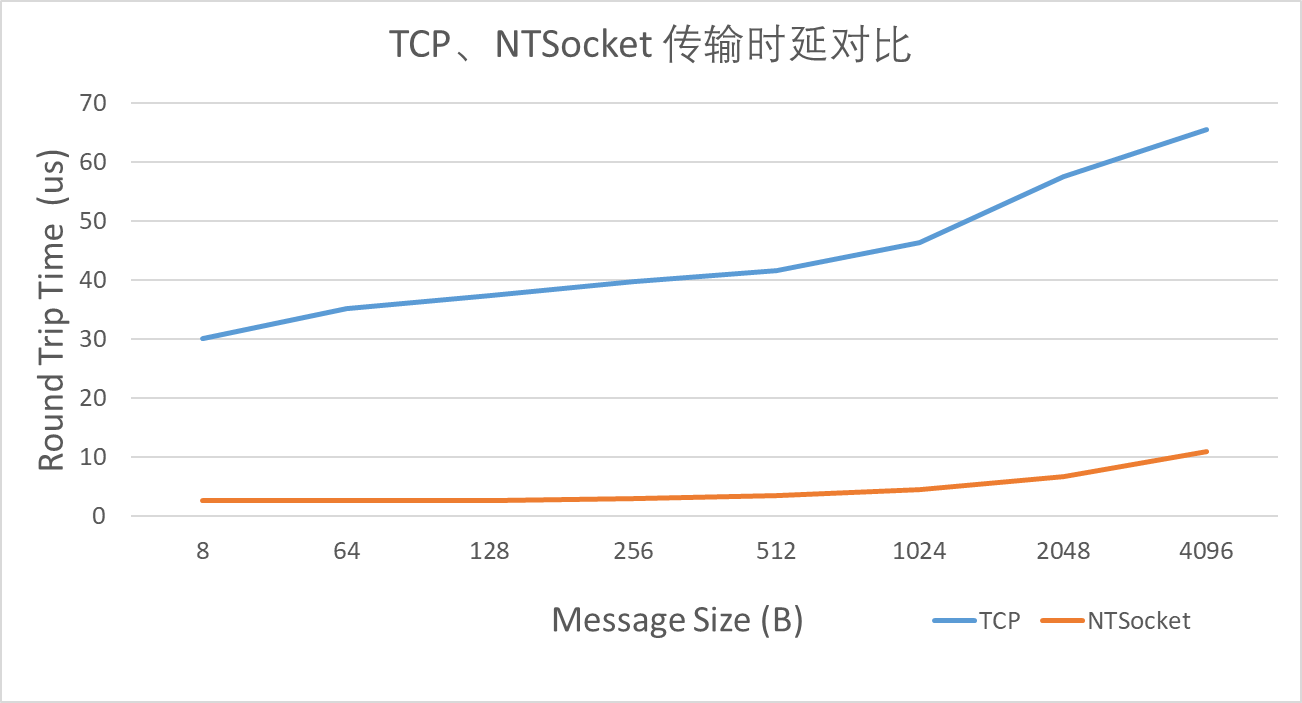 TCP、NTSocket 传输时延对比
70
60
50
40
30
20
10
0
Round Trip Time (us)
8 64 128 256 512 1024 2048 4096
Message Size (B)
TCP NTSocket